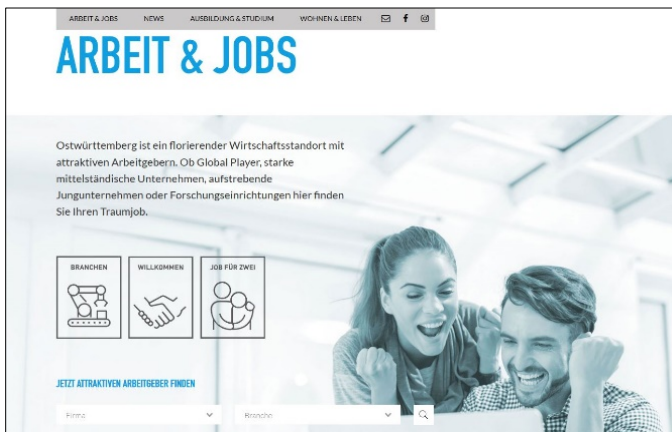 ARBEIT & JOBS NEWS AUSBILDUNG & STUDIUM WOHNEN & LEBEN
ARBEIT & JOBS
Ostwürttemberg ist ein florierender Wirtschaftsstandort mit
attraktiven Arbeitgebern. Ob Global Player, starke
mittelständische Unternehmen, aufstrebende
Jungunternehmen oder Forschungseinrichtungen hier finden
Sie Ihren Traumjob.
BRANCHEN WILLKOMMEN JOB FÜR ZWEI
JETZT ATTRAKTIVEN ARBEITGEBER FINDEN
Firma Branche